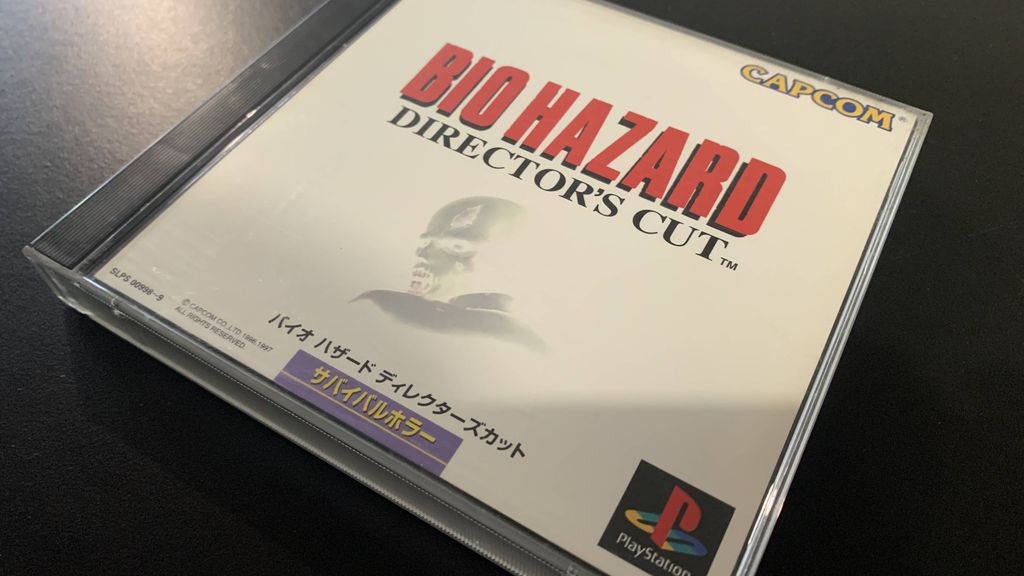 CAPCOM®
BIO HAZARD
DIRECTOR'S CUT™
SLPS 00998~9
© CAPCOM CO., LTD. 1996, 1997
ALL RIGHTS RESERVED.
バイオ ハザード ディレクターズカット
サバイバルホラー
PlayStation